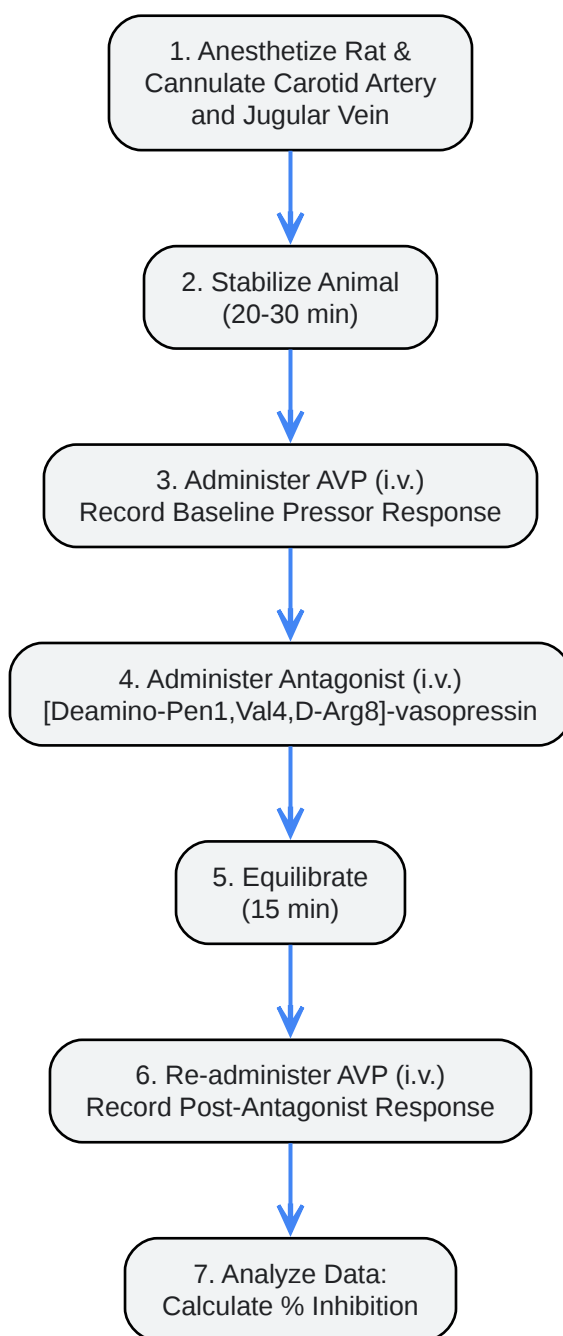 1. Anesthetize Rat &
Cannulate Carotid Artery
and Jugular Vein
2. Stabilize Animal
(20-30 min)
3. Administer AVP (i.v.)
Record Baseline Pressor Response
4. Administer Antagonist (i.v.)
[Deamino-Pen1,Val4,D-Arg8]-vasopressin
5. Equilibrate
(15 min)
6. Re-administer AVP (i.v.)
Record Post-Antagonist Response
7. Analyze Data:
Calculate % Inhibition